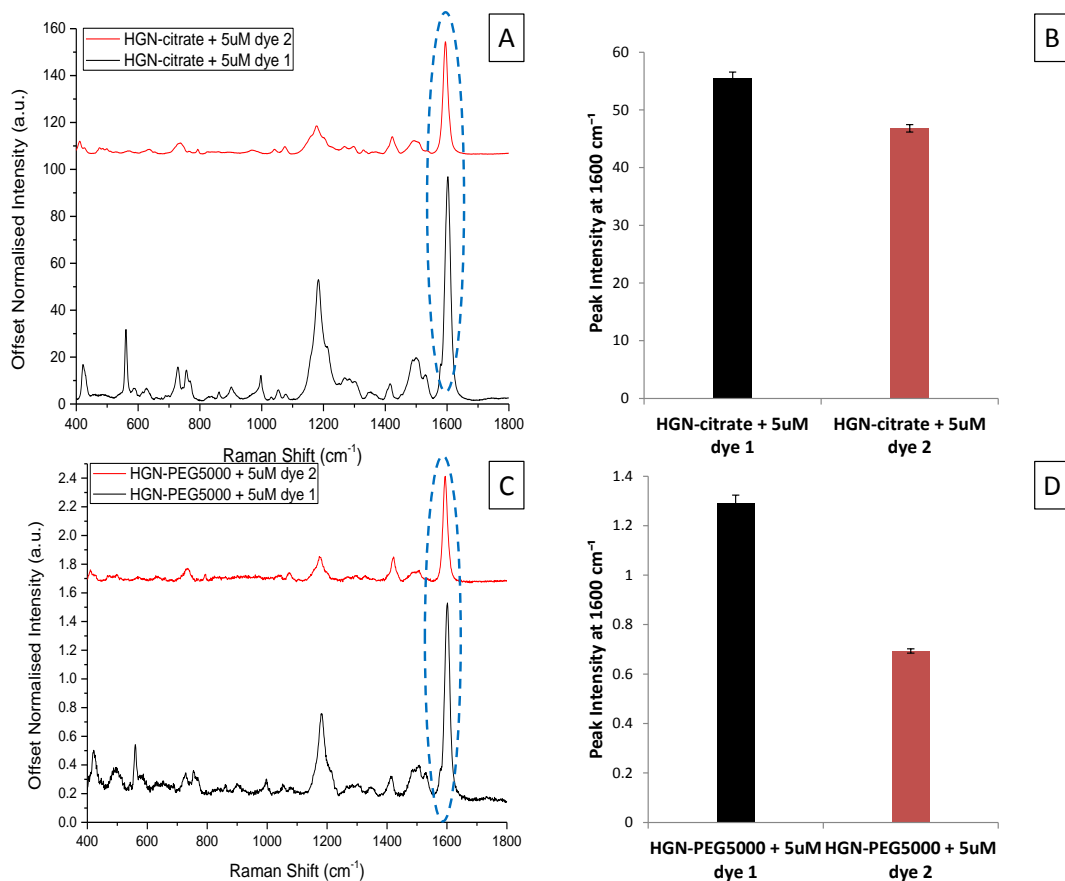 HGN-citrate + 5uM dye 2
HGN-citrate + 5uM dye 1
A
Offset Normalised Intensity (a.u.)
160
140
120
100
80
60
40
20
0
400 600 800 1000 1200 1400 1600 1800
Raman Shift (cm⁻¹)
B
Peak Intensity at 1600 cm⁻¹
60
50
40
30
20
10
0
HGN-citrate + 5uM
dye 1
HGN-citrate + 5uM
dye 2
HGN-PEG5000 + 5uM dye 2
HGN-PEG5000 + 5uM dye 1
C
Offset Normalised Intensity (a.u.)
2.4
2.2
2.0
1.8
1.6
1.4
1.2
1.0
0.8
0.6
0.4
0.2
0.0
400 600 800 1000 1200 1400 1600 1800
Raman Shift (cm⁻¹)
D
Peak Intensity at 1600 cm⁻¹
1.4
1.2
1
0.8
0.6
0.4
0.2
0
HGN-PEG5000 + 5uM
dye 1
HGN-PEG5000 + 5uM
dye 2